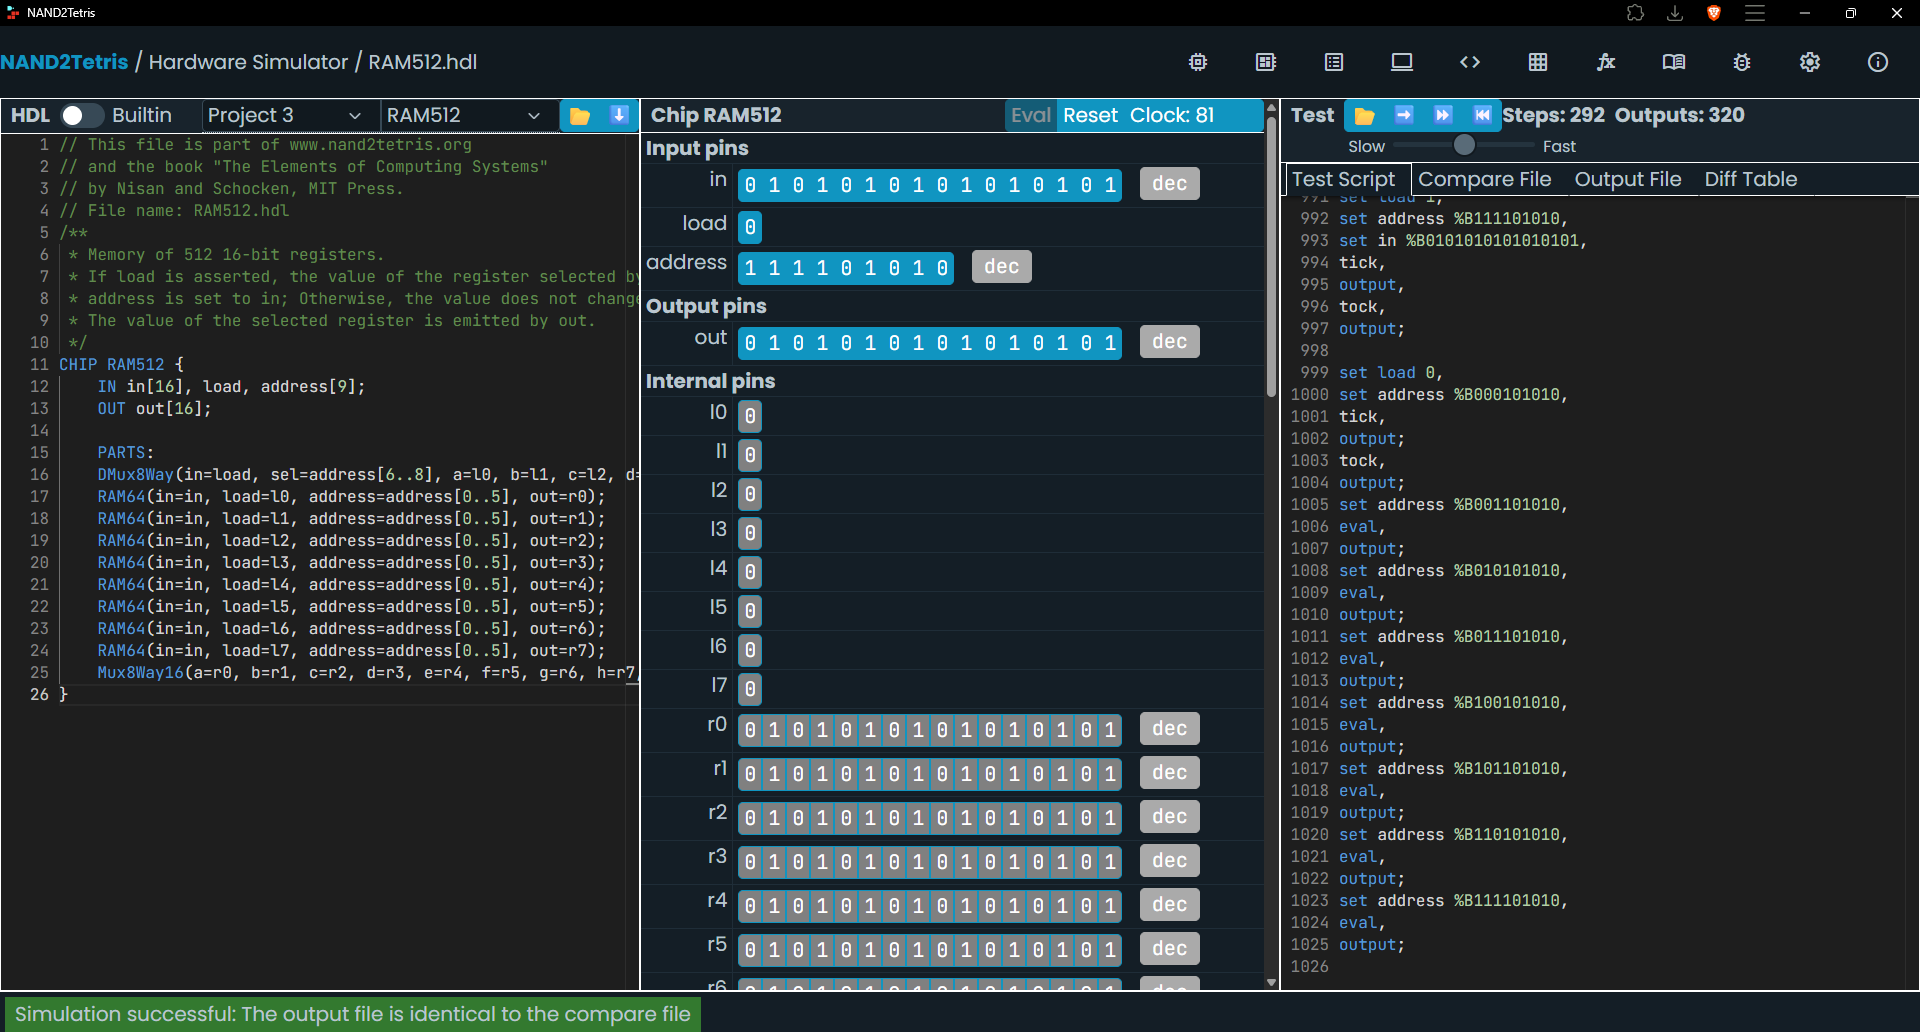 NAND2Tetris
NAND2Tetris / Hardware Simulator / RAM512.hdl
HDL Builtin Project 3 RAM512
1 // This file is part of www.nand2tetris.org
2 // and the book "The Elements of Computing Systems"
3 // by Nisan and Schocken, MIT Press.
4 // File name: RAM512.hdl
5 /**
6 * Memory of 512 16-bit registers.
7 * If load is asserted, the value of the register selected by
8 * address is set to in; Otherwise, the value does not change
9 * The value of the selected register is emitted by out.
10 */
11 CHIP RAM512 {
12 IN in[16], load, address[9];
13 OUT out[16];
14
15 PARTS:
16 DMux8Way(in=load, sel=address[6..8], a=l0, b=l1, c=l2, d=
17 RAM64(in=in, load=l0, address=address[0..5], out=r0);
18 RAM64(in=in, load=l1, address=address[0..5], out=r1);
19 RAM64(in=in, load=l2, address=address[0..5], out=r2);
20 RAM64(in=in, load=l3, address=address[0..5], out=r3);
21 RAM64(in=in, load=l4, address=address[0..5], out=r4);
22 RAM64(in=in, load=l5, address=address[0..5], out=r5);
23 RAM64(in=in, load=l6, address=address[0..5], out=r6);
24 RAM64(in=in, load=l7, address=address[0..5], out=r7);
25 Mux8Way16(a=r0, b=r1, c=r2, d=r3, e=r4, f=r5, g=r6, h=r7,
26 }
Chip RAM512 Eval Reset Clock: 81
Input pins
in 0 1 0 1 0 1 0 1 0 1 0 1 0 1 0 1 dec
load 0
address 1 1 1 1 0 1 0 1 0 dec
Output pins
out 0 1 0 1 0 1 0 1 0 1 0 1 0 1 0 1 dec
Internal pins
l0 0
l1 0
l2 0
l3 0
l4 0
l5 0
l6 0
l7 0
r0 0 1 0 1 0 1 0 1 0 1 0 1 0 1 0 1 dec
r1 0 1 0 1 0 1 0 1 0 1 0 1 0 1 0 1 dec
r2 0 1 0 1 0 1 0 1 0 1 0 1 0 1 0 1 dec
r3 0 1 0 1 0 1 0 1 0 1 0 1 0 1 0 1 dec
r4 0 1 0 1 0 1 0 1 0 1 0 1 0 1 0 1 dec
r5 0 1 0 1 0 1 0 1 0 1 0 1 0 1 0 1 dec
r6 0 1 0 1 0 1 0 1 0 1 0 1 0 1 0 1 dec
Test Steps: 292 Outputs: 320
Slow Fast
Test Script Compare File Output File Diff Table
991 set load 1,
992 set address %B111101010,
993 set in %B0101010101010101,
994 tick,
995 output,
996 tock,
997 output;
998
999 set load 0,
1000 set address %B000101010,
1001 tick,
1002 output;
1003 tock,
1004 output;
1005 set address %B001101010,
1006 eval,
1007 output;
1008 set address %B010101010,
1009 eval,
1010 output;
1011 set address %B011101010,
1012 eval,
1013 output;
1014 set address %B100101010,
1015 eval,
1016 output;
1017 set address %B101101010,
1018 eval,
1019 output;
1020 set address %B110101010,
1021 eval,
1022 output;
1023 set address %B111101010,
1024 eval,
1025 output;
1026
Simulation successful: The output file is identical to the compare file